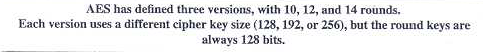 AES has defined three versions, with 10, 12, and 14 rounds.
Each version uses a different cipher key size (128, 192, or 256), but the round keys are
always 128 bits.